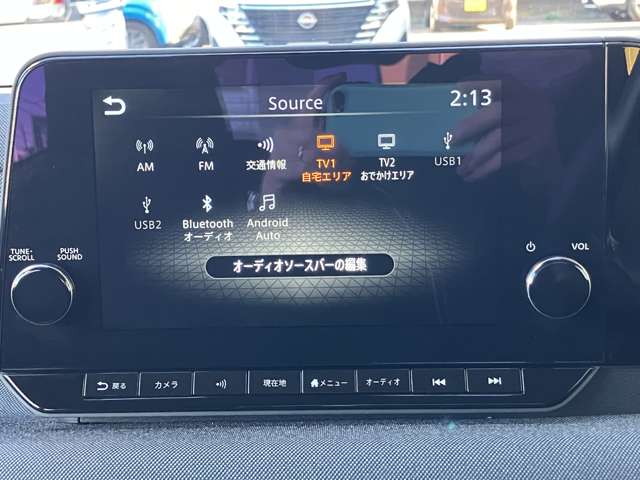 Source
2:13
AM
FM
交通情報
TV1
自宅エリア
TV2
おでかけエリア
USB1
USB2
Bluetooth
オーディオ
Android
Auto
オーディオソースバーの編集
TUNE・
SCROLL
PUSH
SOUND
VOL
戻る
カメラ
現在地
メニュー
オーディオ